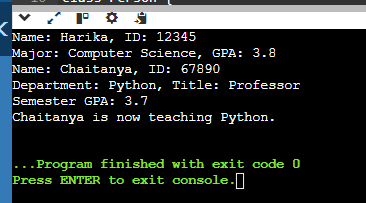 class Person {
Name: Harika, ID: 12345
Major: Computer Science, GPA: 3.8
Name: Chaitanya, ID: 67890
Department: Python, Title: Professor
Semester GPA: 3.7
Chaitanya is now teaching Python.
...Program finished with exit code 0
Press ENTER to exit console.